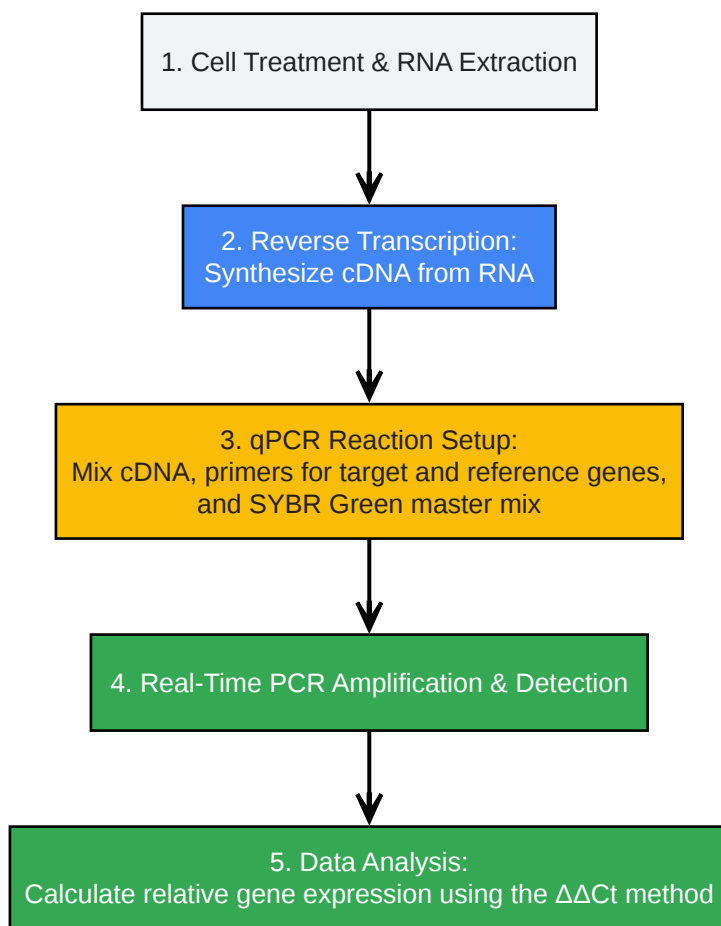 1. Cell Treatment & RNA Extraction
2. Reverse Transcription:
Synthesize cDNA from RNA
3. qPCR Reaction Setup:
Mix cDNA, primers for target and reference genes,
and SYBR Green master mix
4. Real-Time PCR Amplification & Detection
5. Data Analysis:
Calculate relative gene expression using the ΔΔCt method